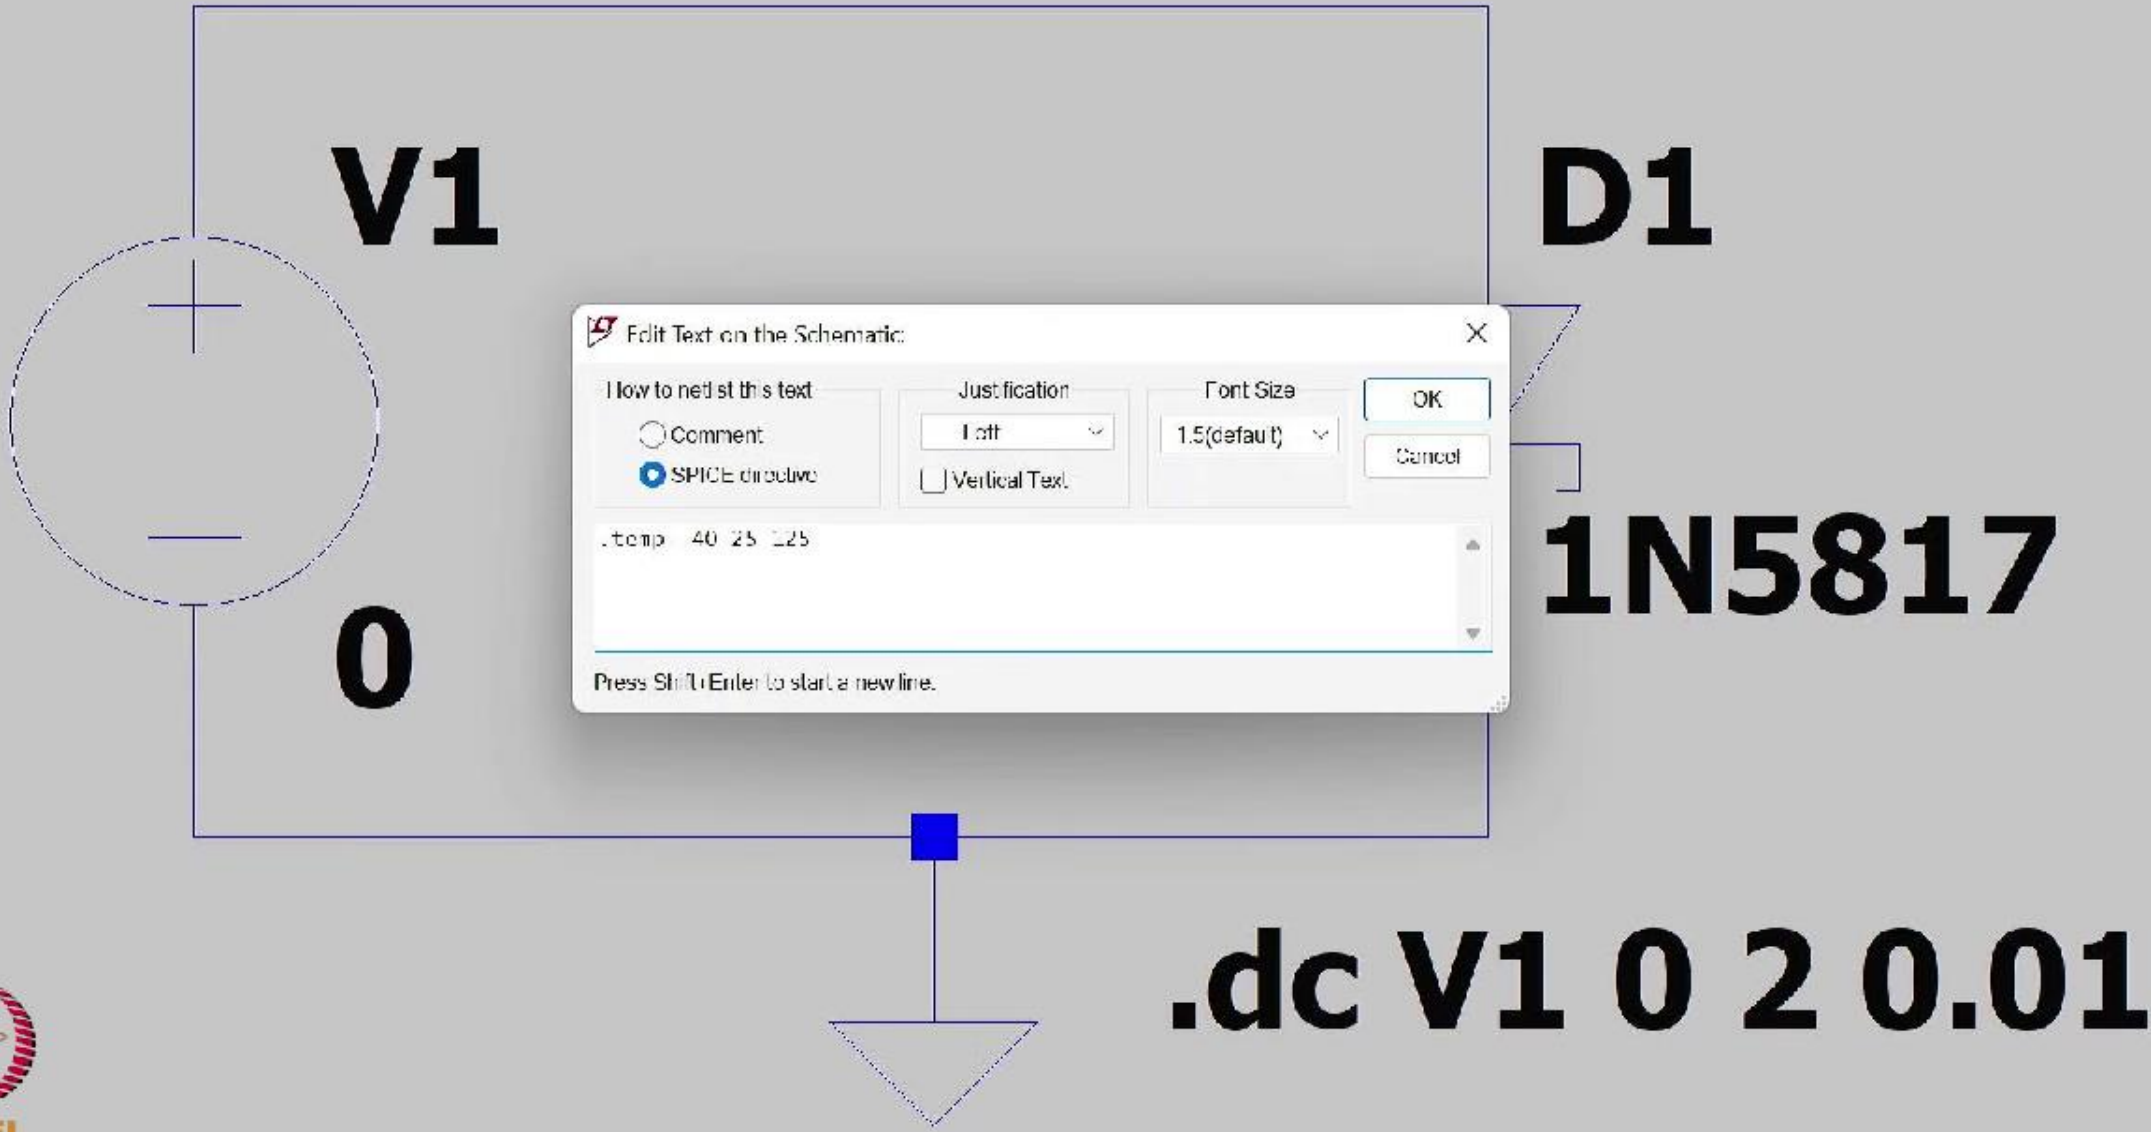 V1
D1
Edit Text on the Schematic:
How to netlist this text
Justification
Font Size
OK
Comment
Left
1.5(default)
Cancel
SPICE directive
Vertical Text
.temp 40 25 125
1N5817
0
Press Shift+Enter to start a new line.
.dc V1 0 2 0.01